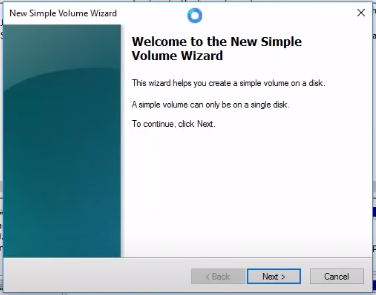 New Simple Volume Wizard
Welcome to the New Simple
Volume Wizard
This wizard helps you create a simple volume on a disk.
A simple volume can only be on a single disk.
To continue, click Next.
< Back Next > Cancel